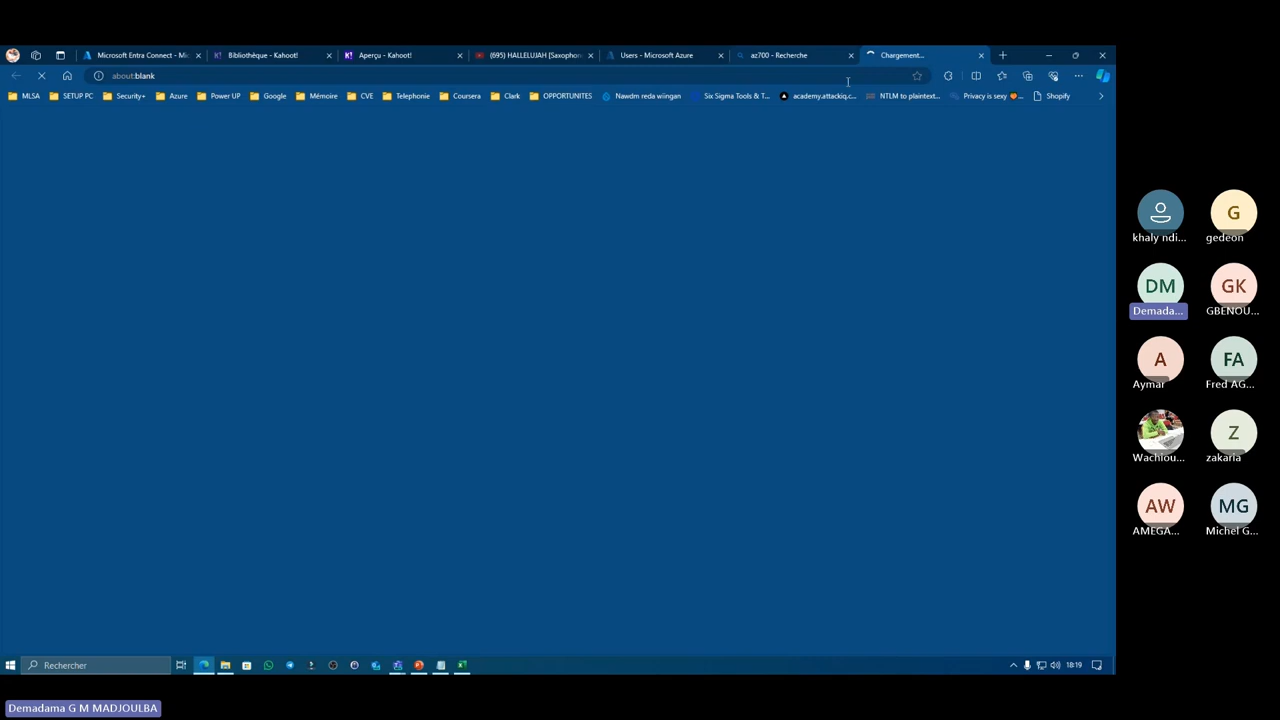 Microsoft Entra Connect - Mic
Bibliothèque - Kahoot!
Aperçu - Kahoot!
(695) HALLELUJAH [Saxophon
Users - Microsoft Azure
az700 - Recherche
Chargement...
about:blank
MLSA
SETUP PC
Security+
Azure
Power UP
Google
Mémoire
CVE
Telephonie
Coursera
Clark
OPPORTUNITES
Nawdm reda wiingan
Six Sigma Tools & T...
academy.attackiq.c...
NTLM to plaintext...
Privacy is sexy
Shopify
khaly ndi...
G
gedeon
DM
Demada...
GK
GBENOU...
A
Aymar
FA
Fred AG...
Wachlou...
Z
zakaria
AW
AMEGA...
MG
Michel G...
Rechercher
18:19
Demadama G M MADJOULBA